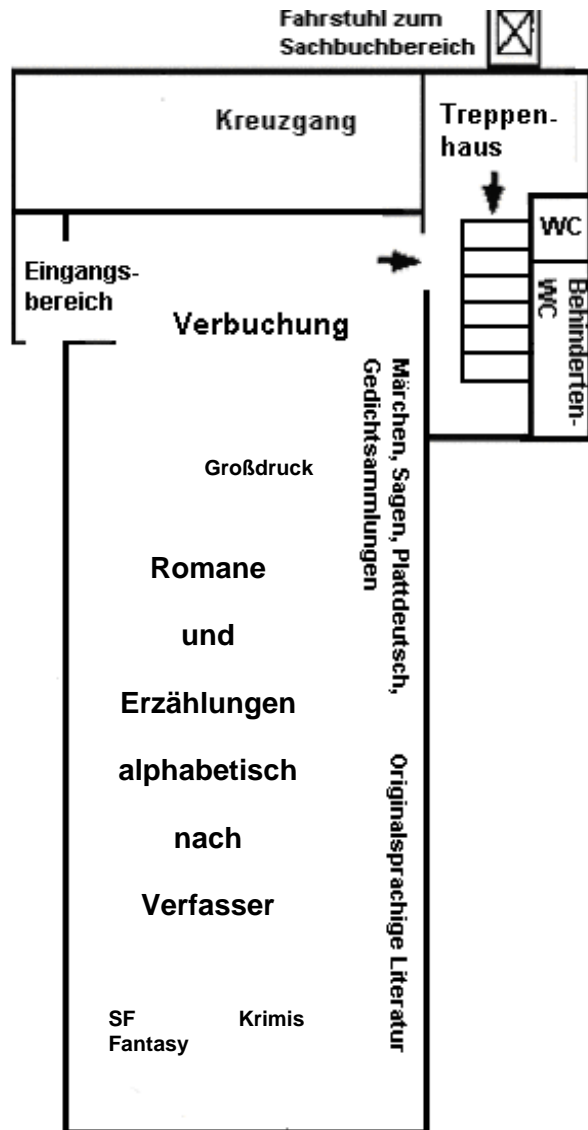 Fahrstuhl zum
Sachbuchbereich
Kreuzgang
Treppen-
haus
WC
Behinderten-
WC
Eingangs-
bereich
Verbuchung
Märchen, Sagen, Plattdeutsch,
Gedichtsammlungen
Großdruck
Romane
und
Erzählungen
alphabetisch
nach
Verfasser
Originalsprachige Literatur
SF
Fantasy
Krimis